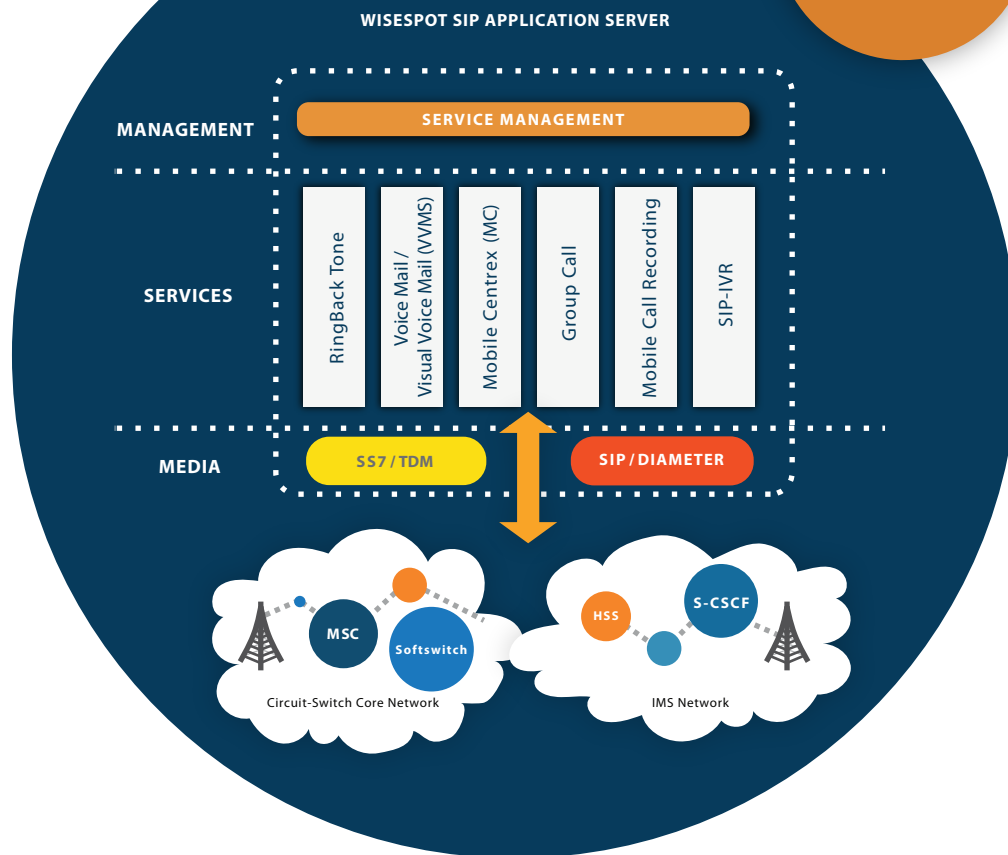 WISESPOT SIP APPLICATION SERVER
MANAGEMENT
SERVICE MANAGEMENT
SERVICES
RingBack Tone
Voice Mail /
Visual Voice Mail (VVMS)
Mobile Centrex (MC)
Group Call
Mobile Call Recording
SIP-IVR
MEDIA
SS7 / TDM
SIP / DIAMETER
MSC
Softswitch
Circuit-Switch Core Network
HSS
S-CSCF
IMS Network